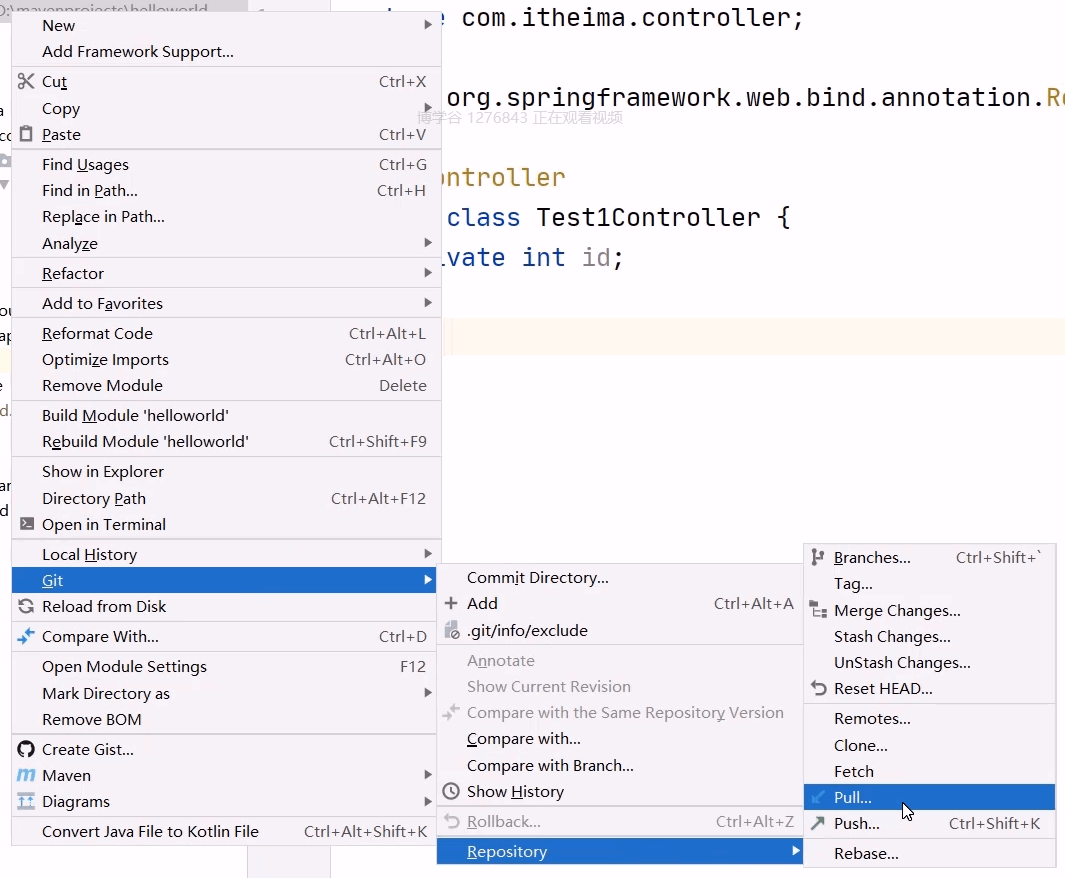 D:\mavenprojects\helloworld
com.itheima.controller;
org.springframework.web.bind.annotation.
博学谷 1276843 正在观看视频
class Test1Controller {
int id;
New
Add Framework Support...
Cut Ctrl+X
Copy
Paste Ctrl+V
Find Usages Ctrl+G
Find in Path... Ctrl+H
Replace in Path...
Analyze
Refactor
Add to Favorites
Reformat Code Ctrl+Alt+L
Optimize Imports Ctrl+Alt+O
Remove Module Delete
Build Module 'helloworld'
Rebuild Module 'helloworld' Ctrl+Shift+F9
Show in Explorer
Directory Path Ctrl+Alt+F12
Open in Terminal
Local History
Git
Reload from Disk
Compare With... Ctrl+D
Open Module Settings F12
Mark Directory as
Remove BOM
Create Gist...
Maven
Diagrams
Convert Java File to Kotlin File Ctrl+Alt+Shift+K
Commit Directory...
Add Ctrl+Alt+A
.git/info/exclude
Annotate
Show Current Revision
Compare with the Same Repository Version
Compare with...
Compare with Branch...
Show History
Rollback... Ctrl+Alt+Z
Repository
Branches... Ctrl+Shift+`
Tag...
Merge Changes...
Stash Changes...
UnStash Changes...
Reset HEAD...
Remotes...
Clone...
Fetch
Pull...
Push... Ctrl+Shift+K
Rebase...